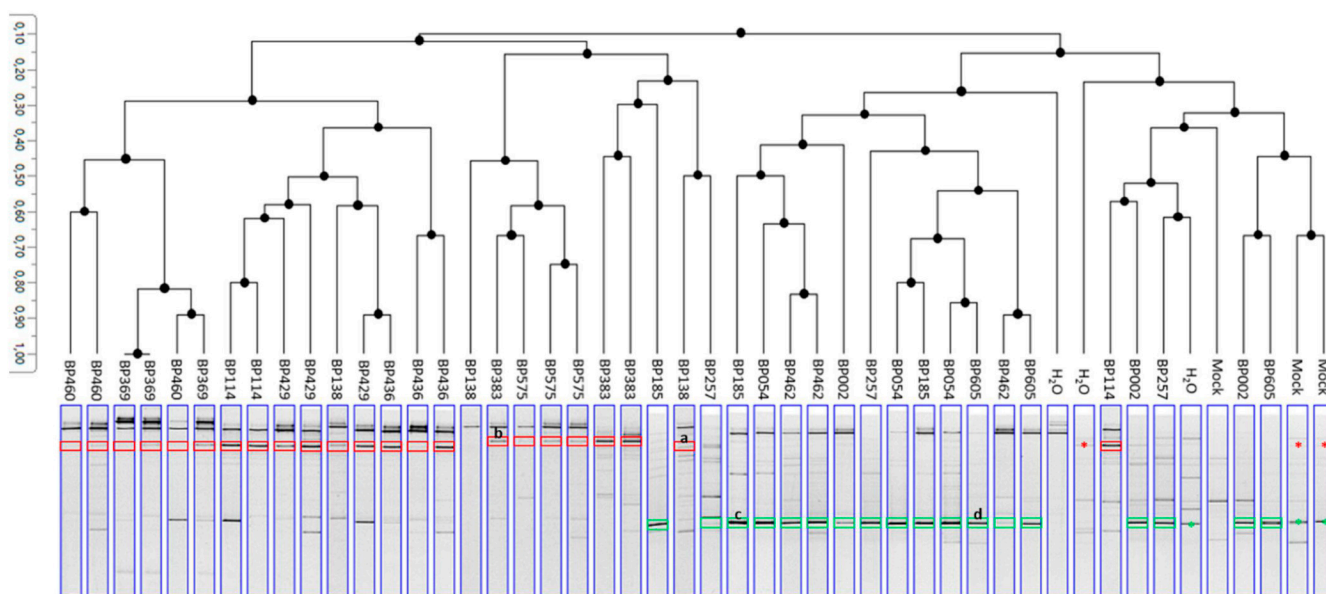 0,10
0,20
0,30
0,40
0,50
0,60
0,70
0,80
0,90
1,00
BP460
BP460
BP369
BP369
BP460
BP369
BP114
BP114
BP429
BP429
BP138
BP429
BP436
BP436
BP436
BP138
BP383
BP575
BP575
BP575
BP383
BP383
BP185
BP138
BP257
BP185
BP054
BP462
BP462
BP002
BP257
BP054
BP185
BP054
BP605
BP462
BP605
H₂O
H₂O
BP114
BP002
BP257
H₂O
Mock
BP002
BP605
Mock
Mock
b a * * *
c d * * *